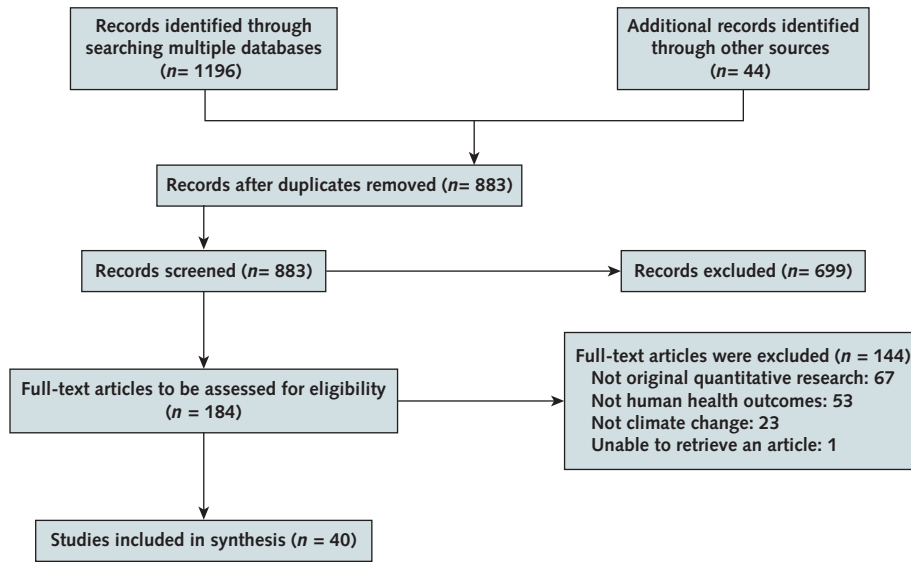 Records identified through
searching multiple databases
(n= 1196)
Additional records identified
through other sources
(n= 44)
Records after duplicates removed (n= 883)
Records screened (n= 883)
Records excluded (n= 699)
Full-text articles to be assessed for eligibility
(n = 184)
Full-text articles were excluded (n = 144)
Not original quantitative research: 67
Not human health outcomes: 53
Not climate change: 23
Unable to retrieve an article: 1
Studies included in synthesis (n = 40)